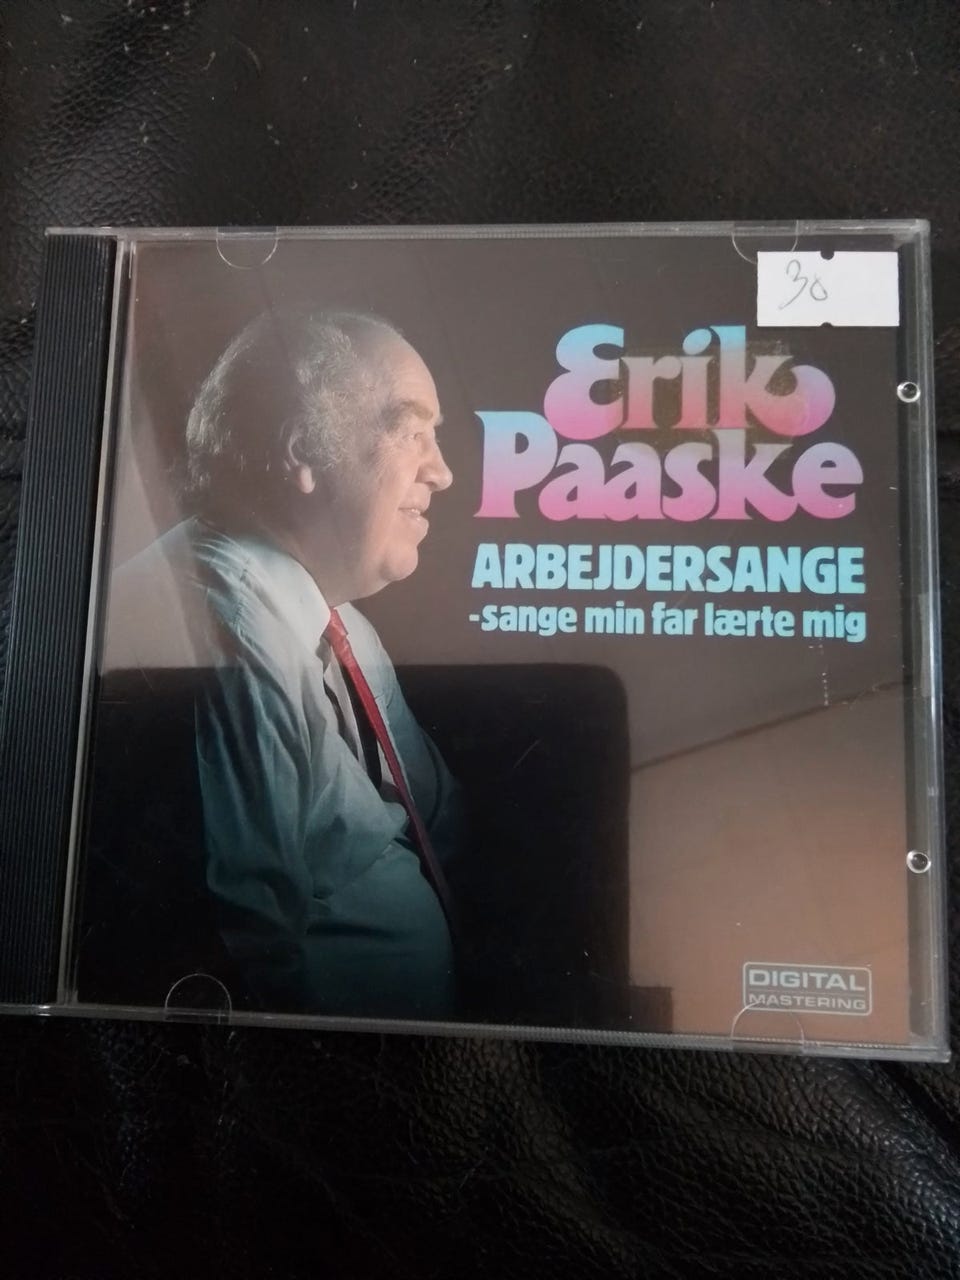 30
Erik
Paaske
ARBEJDERSANGE
-sange min far lærte mig
DIGITAL
MASTERING